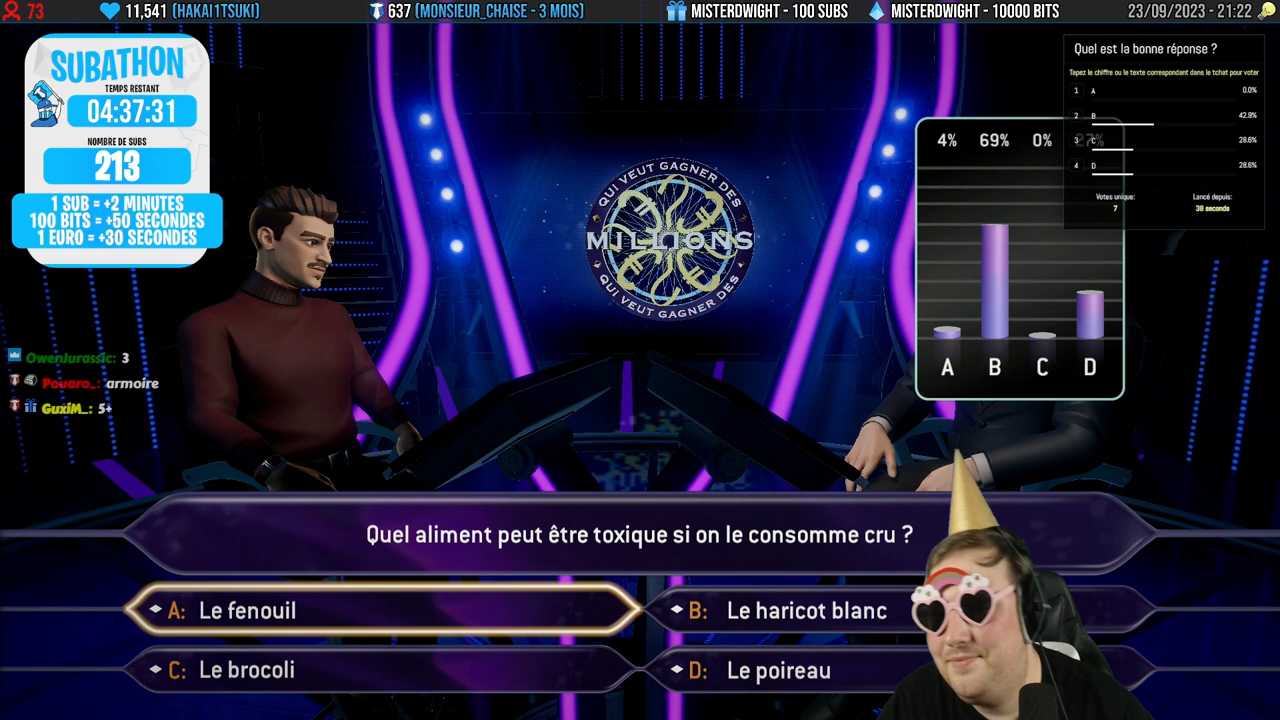 73
11,541 (HAKAI1TSUKI)
637 (MONSIEUR_CHAISE - 3 MOIS)
MISTERDWIGHT - 100 SUBS
MISTERDWIGHT - 10000 BITS
23/09/2023 - 21:22
SUBATHON
TEMPS RESTANT
04:37:31
NOMBRE DE SUBS
213
1 SUB = +2 MINUTES
100 BITS = +50 SECONDES
1 EURO = +30 SECONDES
Quel est la bonne réponse ?
Tapez le chiffre ou le texte correspondant dans le tchat pour voter
1 A 0.0%
2 B 42.9%
3 C 28.6%
4 D 28.6%
Votes unique: Lancé depuis:
7 38 seconds
4% 69% 0% 27%
A B C D
QUI VEUT GAGNER DES
MILLIONS
QUI VEUT GAGNER DES
OwenJurassic: 3
Pouaro_: armoire
GuxiM_: 5+
Quel aliment peut être toxique si on le consomme cru ?
A: Le fenouil
B: Le haricot blanc
C: Le brocoli
D: Le poireau